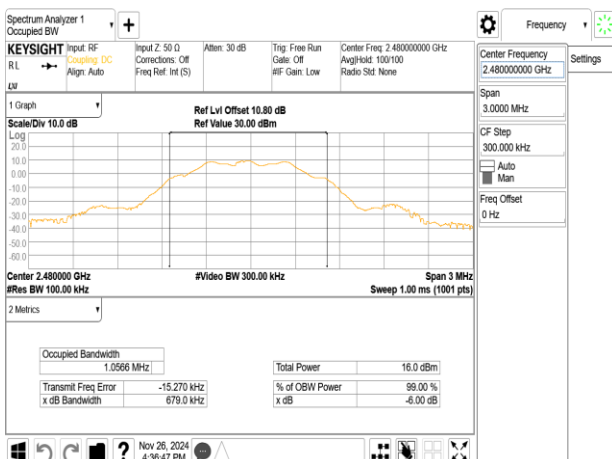 Spectrum Analyzer 1
Occupied BW
Frequency
KEYSIGHT
RL
LXI
Input: RF
Coupling: DC
Align: Auto
Input Z: 50 Ω
Corrections: Off
Freq Ref: Int (S)
Atten: 30 dB
Trig: Free Run
Gate: Off
#IF Gain: Low
Center Freq: 2.480000000 GHz
Avg|Hold: 100/100
Radio Std: None
Center Frequency
2.480000000 GHz
Settings
Span
3.0000 MHz
CF Step
300.000 kHz
Auto
Man
Freq Offset
0 Hz
1 Graph
Scale/Div 10.0 dB
Ref Lvl Offset 10.80 dB
Ref Value 30.00 dBm
Log
20.0
10.0
0.00
-10.0
-20.0
-30.0
-40.0
-50.0
-60.0
Center 2.480000 GHz
#Res BW 100.00 kHz
#Video BW 300.00 kHz
Span 3 MHz
Sweep 1.00 ms (1001 pts)
2 Metrics
Occupied Bandwidth
1.0566 MHz
Total Power 16.0 dBm
Transmit Freq Error -15.270 kHz
% of OBW Power 99.00 %
x dB Bandwidth 679.0 kHz
x dB -6.00 dB
?
Nov 26, 2024
4:36:47 PM